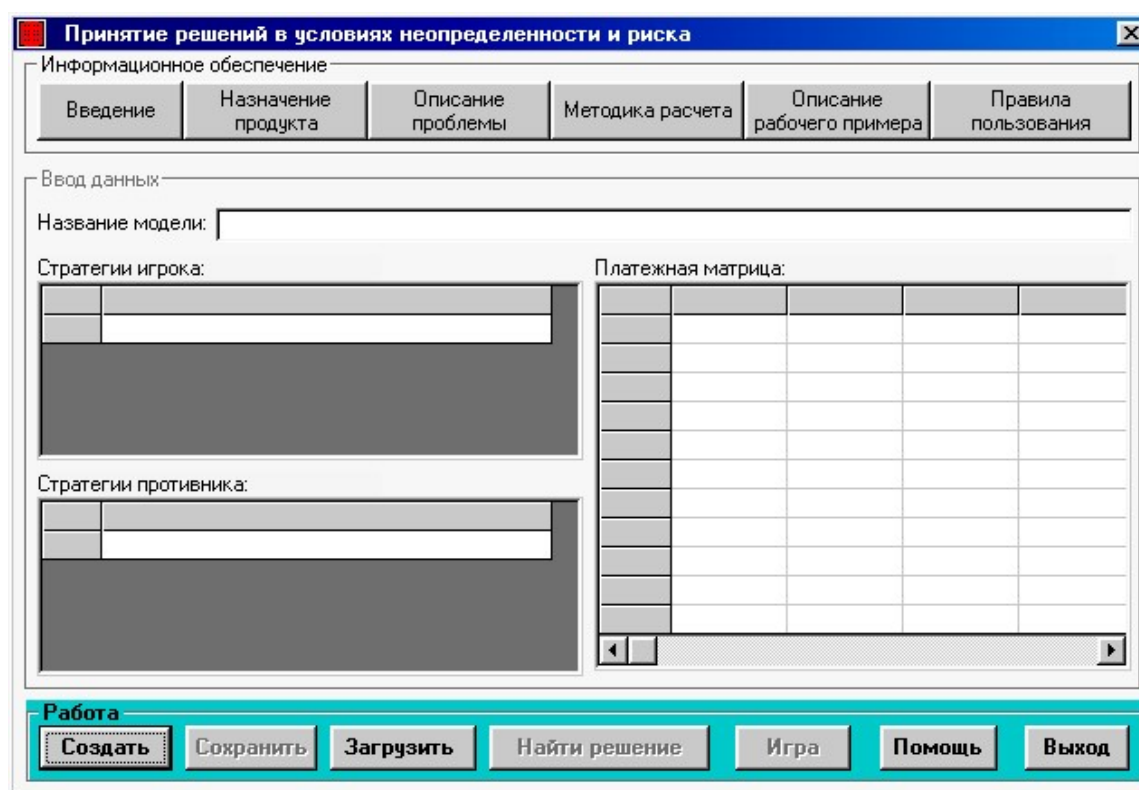 Принятие решений в условиях неопределенности и риска
Информационное обеспечение
Введение
Назначение
продукта
Описание
проблемы
Методика расчета
Описание
рабочего примера
Правила
пользования
Ввод данных
Название модели:
Стратегии игрока:
Платежная матрица:
Стратегии противника:
Работа
Создать
Сохранить
Загрузить
Найти решение
Игра
Помощь
Выход